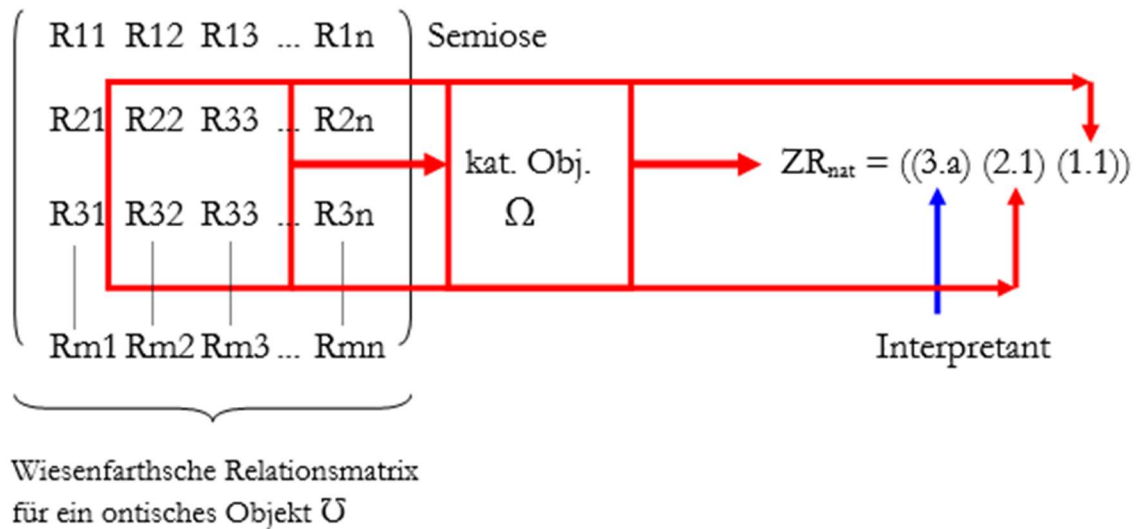 R11 R12 R13 ... R1n Semiose
R21 R22 R33 ... R2n
kat. Obj. ZRnat = ((3.a) (2.1) (1.1))
R31 R32 R33 ... R3n Ω
Rm1 Rm2 Rm3 ... Rmn Interpretant
Wiesenfarthsche Relationsmatrix
für ein ontisches Objekt ℧